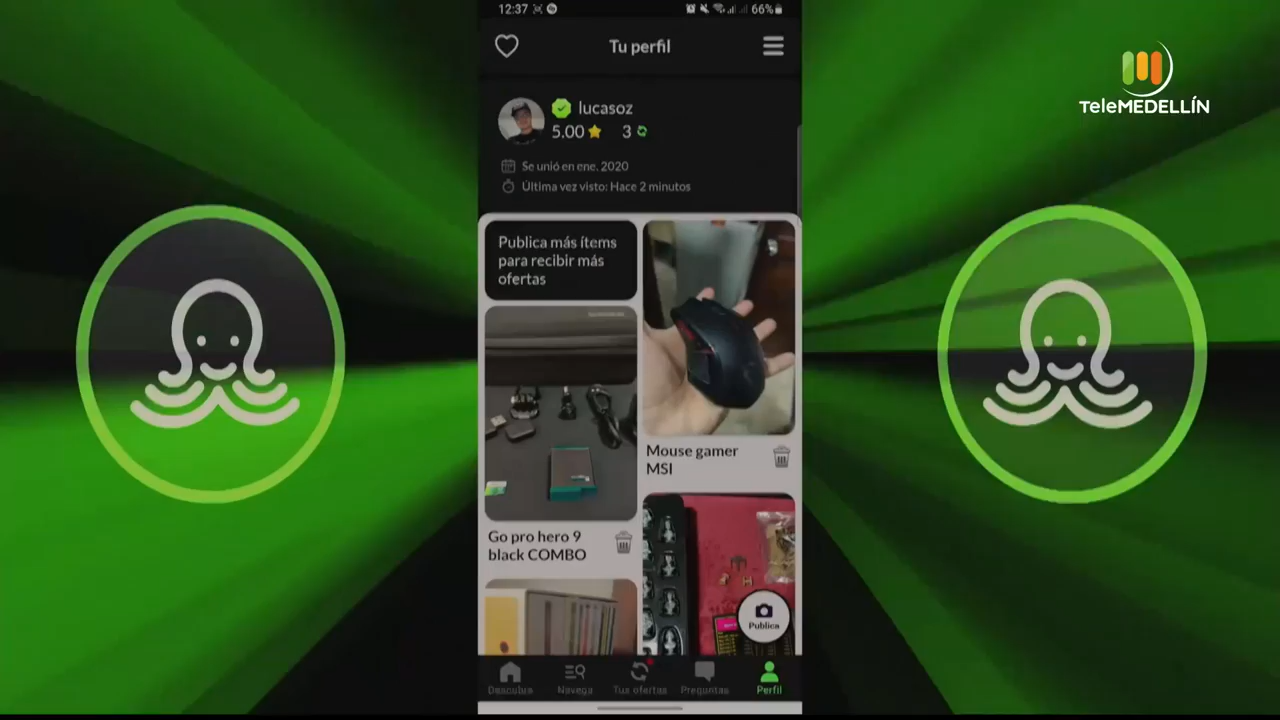 12:37
66%
Tu perfil
TeleMEDELLÍN
lucasoz
5.00
3
Se unió en ene. 2020
Última vez visto: Hace 2 minutos
Publica más ítems
para recibir más
ofertas
Mouse gamer
MSI
Go pro hero 9
black COMBO
Publica
Descubre
Navega
Tus ofertas
Preguntas
Perfil